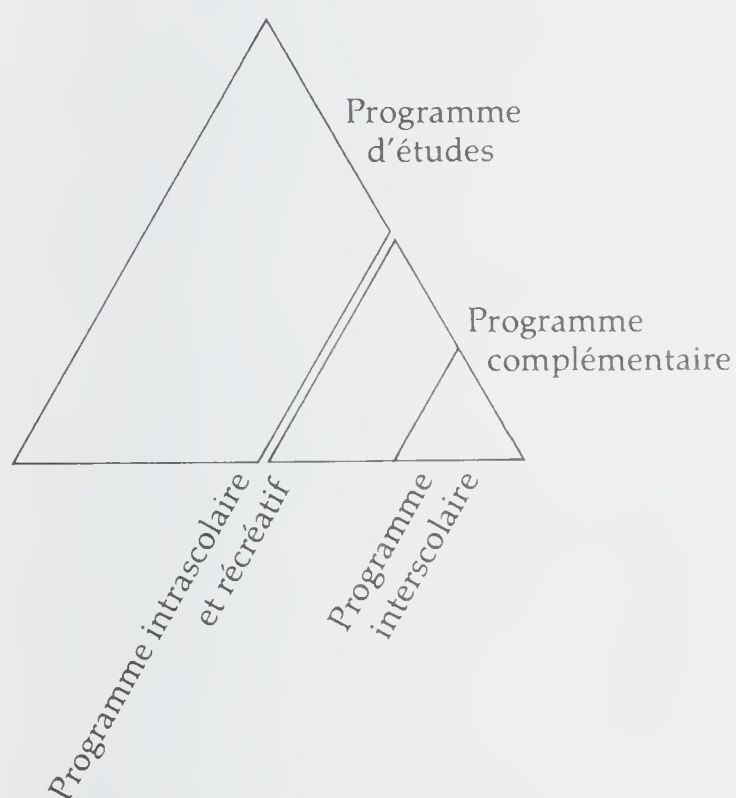 Programme
d'études
Programme
complémentaire
Programme intrascolaire
et récréatif
Programme
interscolaire